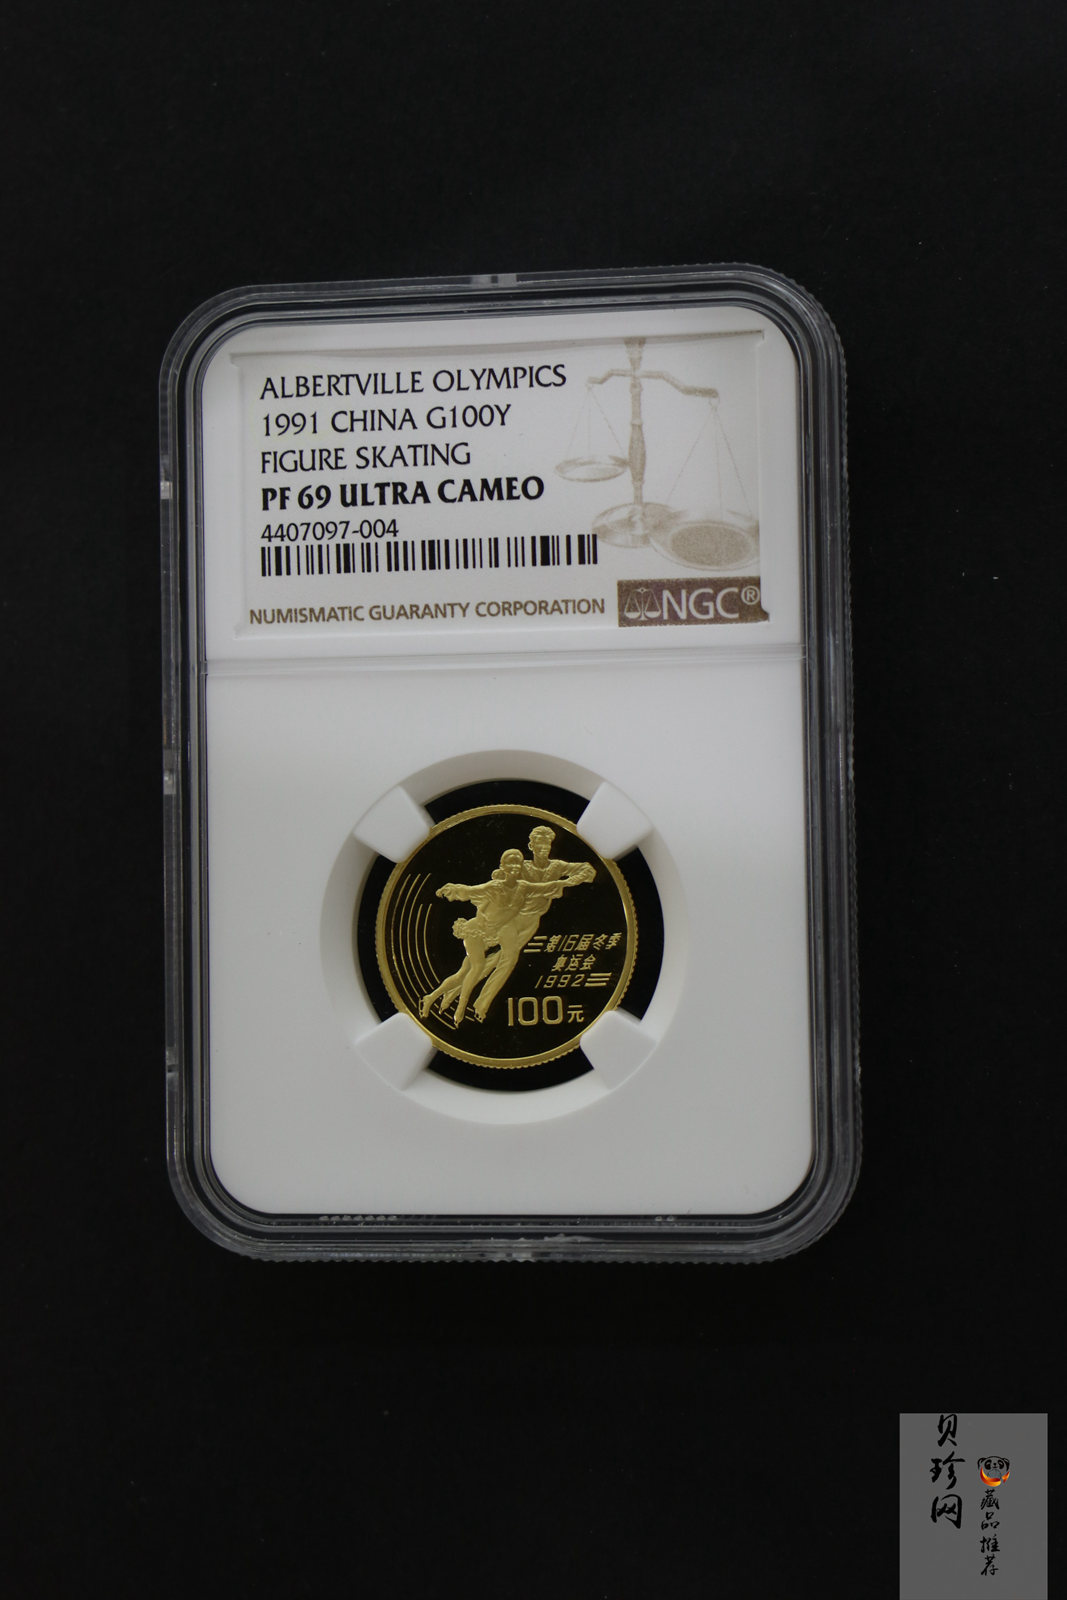 ALBERTVILLE OLYMPICS
1991 CHINA G100Y
FIGURE SKATING
PF 69 ULTRA CAMEO
4407097-004
NUMISMATIC GUARANTY CORPORATION
NGC®
第16届冬季
奥运会
1992
100元
贝珍网
藏品推荐